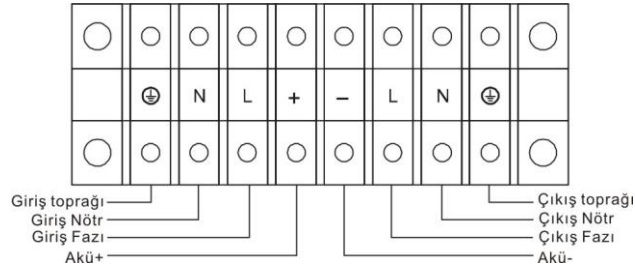 ⏚ N L + − L N ⏚
Giriş toprağı
Giriş Nötr
Giriş Fazı
Akü+
Çıkış toprağı
Çıkış Nötr
Çıkış Fazı
Akü-